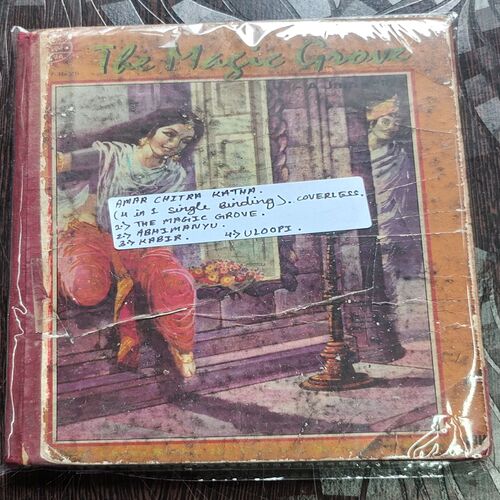 The Magic Grove
AMAR CHITRA KATHA.
(4 in 1 Single Binding). COVERLESS.
1→ THE MAGIC GROVE.
2→ ABHIMANYU.
3→ KABIR. 4→ ULOOPI.